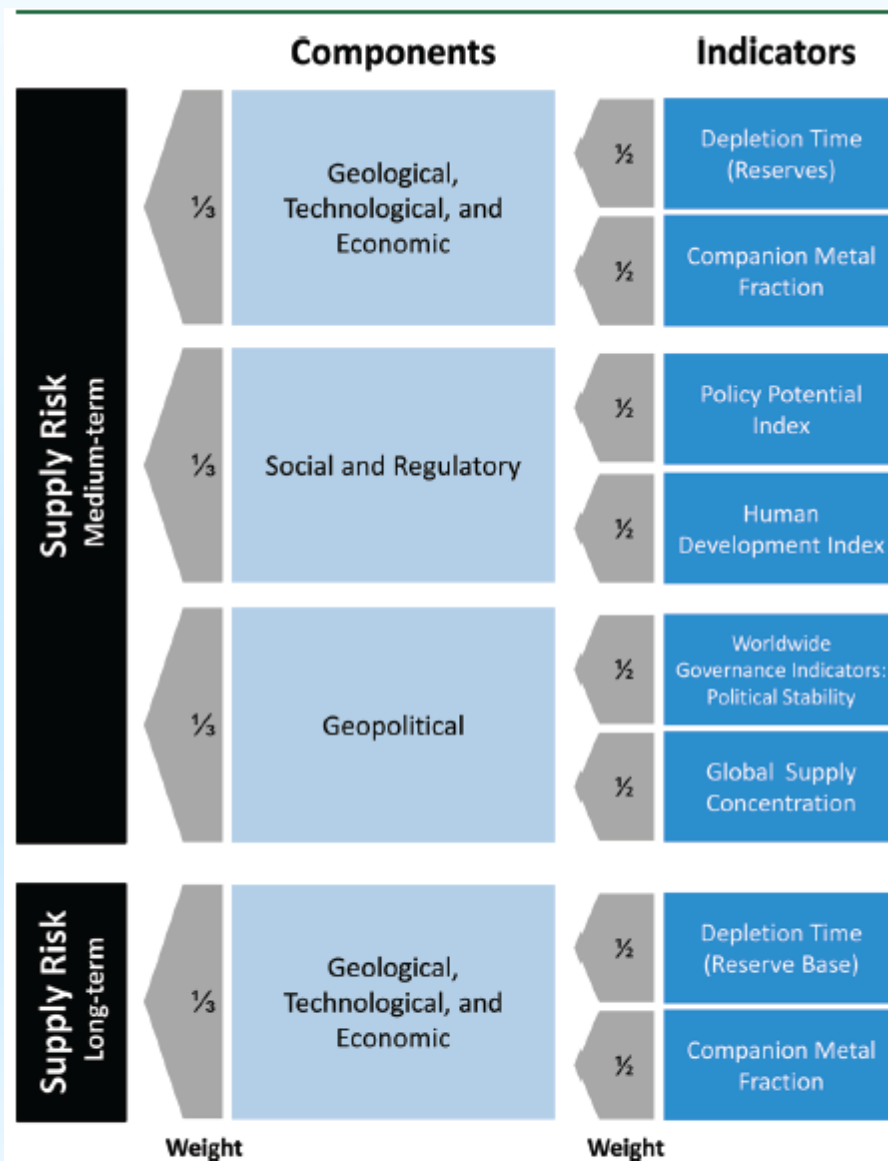 Components
Indicators
Supply Risk
Medium-term
⅓
Geological,
Technological, and
Economic
½
Depletion Time
(Reserves)
½
Companion Metal
Fraction
⅓
Social and Regulatory
½
Policy Potential
Index
½
Human
Development Index
⅓
Geopolitical
½
Worldwide
Governance Indicators:
Political Stability
½
Global Supply
Concentration
Supply Risk
Long-term
⅓
Geological,
Technological, and
Economic
½
Depletion Time
(Reserve Base)
½
Companion Metal
Fraction
Weight
Weight